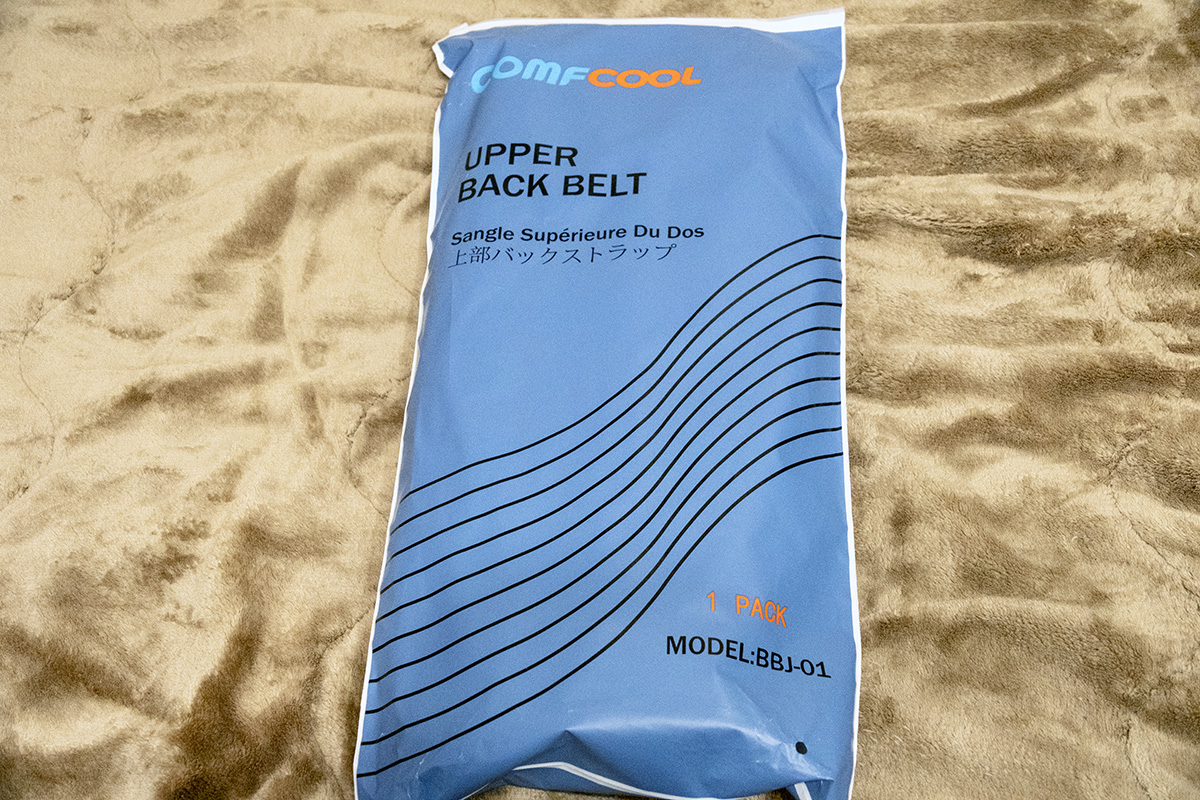 COMFCOOL
UPPER
BACK BELT
Sangle Supérieure Du Dos
上部バックストラップ
1 PACK
MODEL:BBJ-01